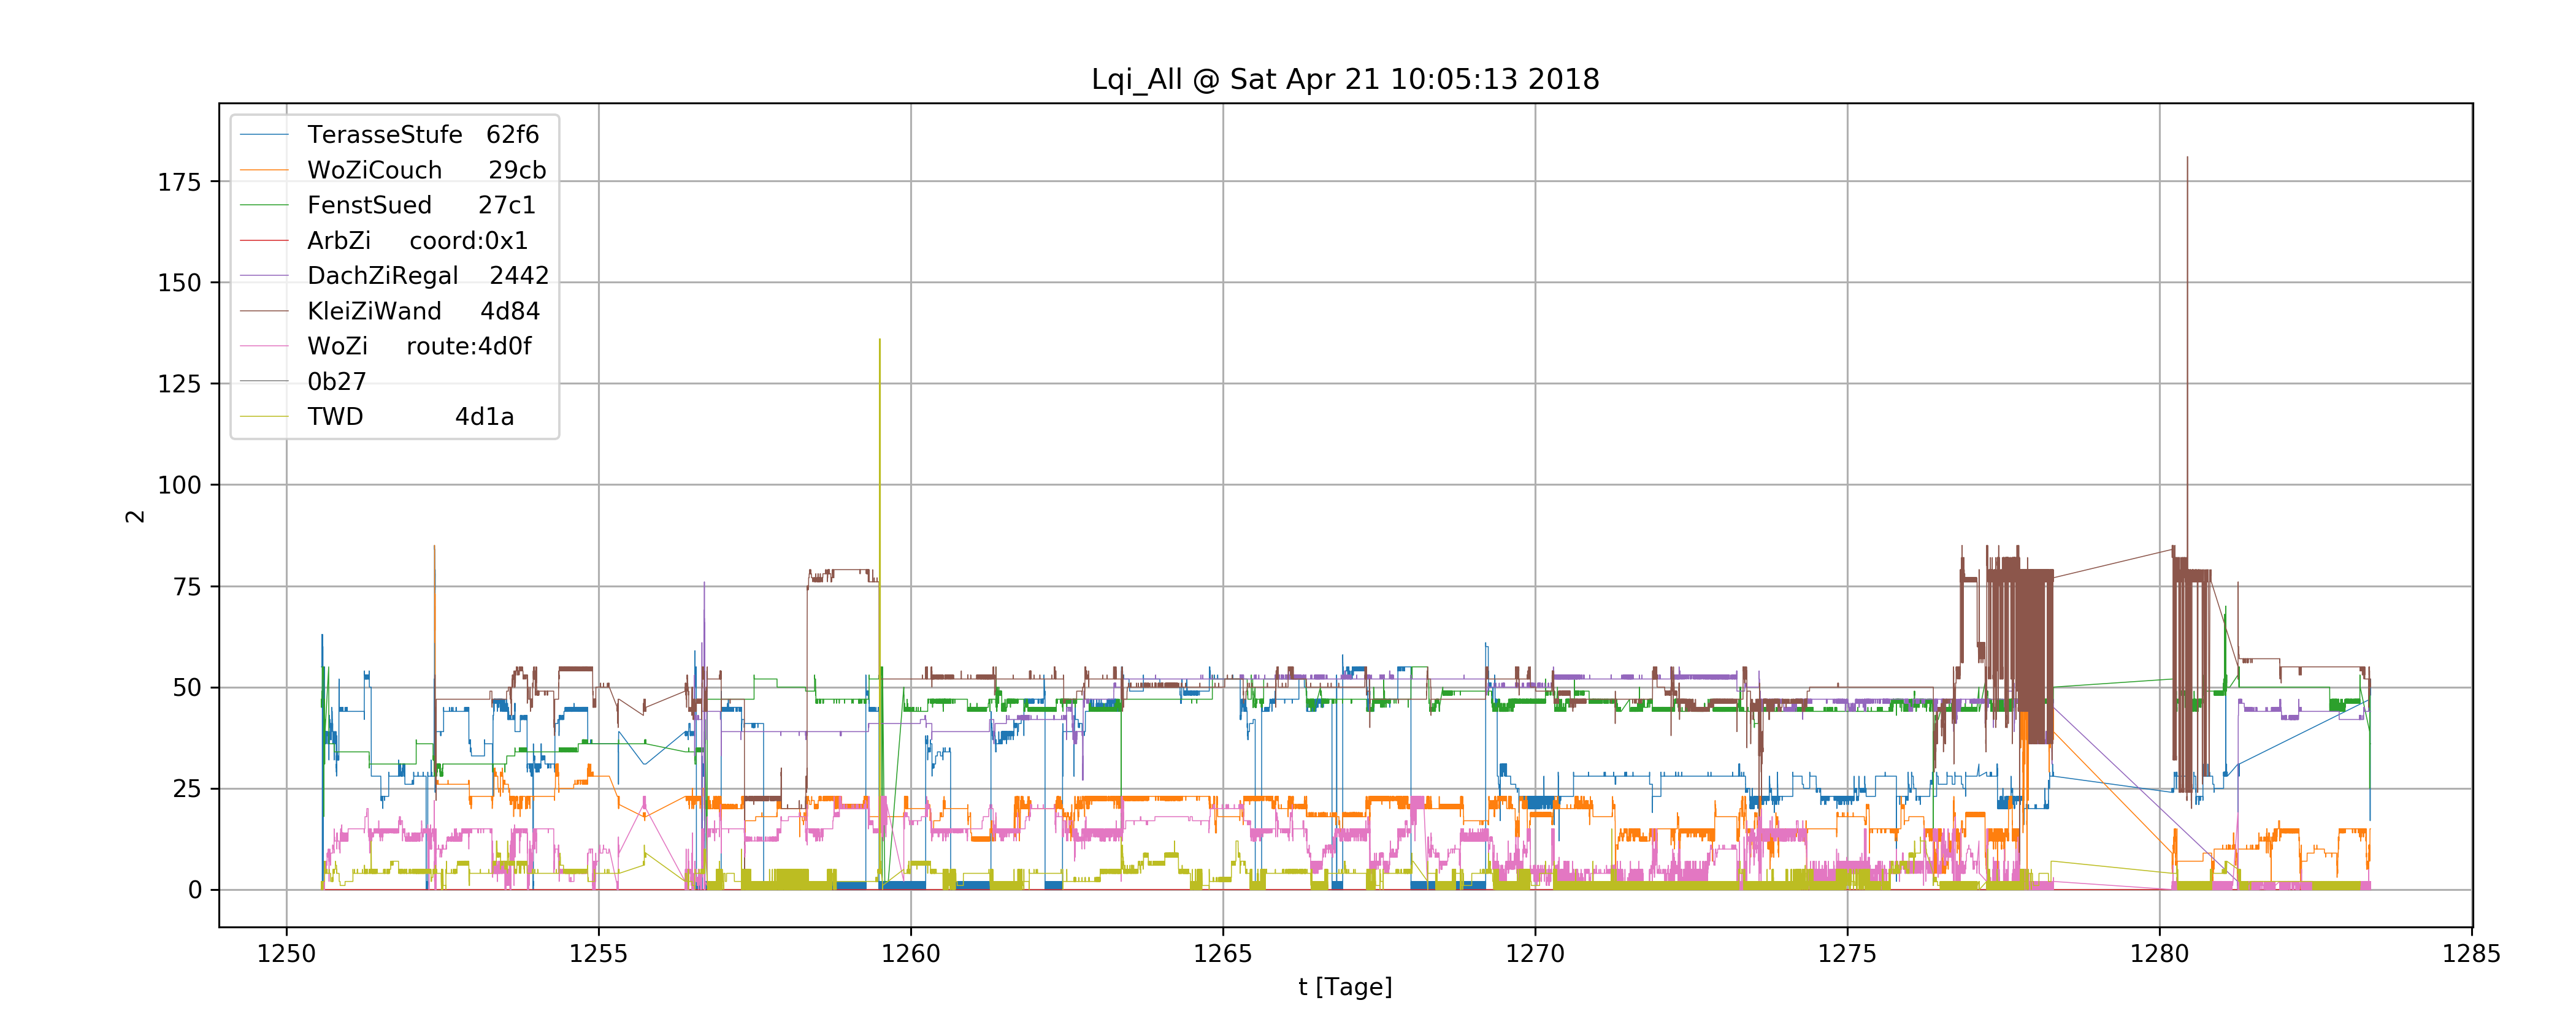 Lqi_All @ Sat Apr 21 10:05:13 2018
TerasseStufe 62f6
WoZiCouch 29cb
FenstSued 27c1
ArbZi coord:0x1
DachZiRegal 2442
KleiZiWand 4d84
WoZi route:4d0f
0b27
TWD 4d1a
175
150
125
100
75
50
25
0
2
1250 1255 1260 1265 1270 1275 1280 1285
t [Tage]